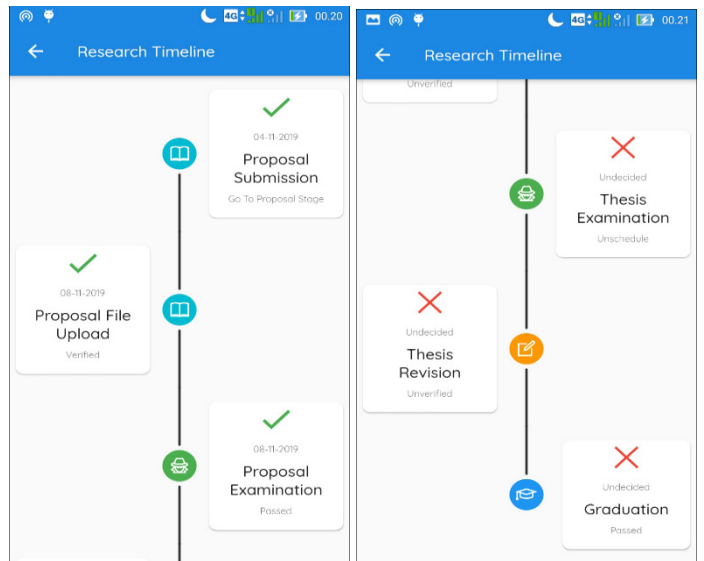 4G 00.20
Research Timeline
04-11-2019
Proposal
Submission
Go To Proposal Stage
08-11-2019
Proposal File
Upload
Verified
08-11-2019
Proposal
Examination
Passed
4G 00.21
Research Timeline
Unverified
Undecided
Thesis
Examination
Unschedule
Undecided
Thesis
Revision
Unverified
Undecided
Graduation
Passed